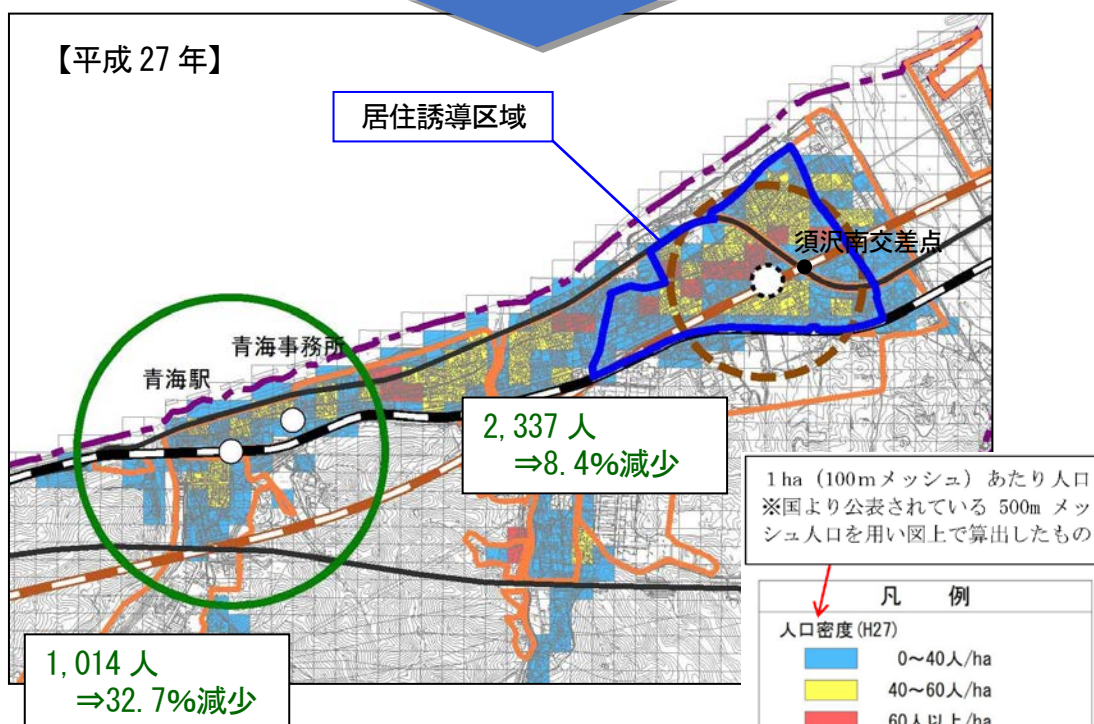 【平成 27 年】
居住誘導区域
須沢南交差点
青海事務所
青海駅
2,337 人
⇒8.4%減少
1ha (100mメッシュ) あたり人口
※国より公表されている 500m メッ
シュ人口を用い図上で算出したもの
凡 例
人口密度(H27)
0～40人/ha
40～60人/ha
60人以上/ha
1,014 人
⇒32.7%減少